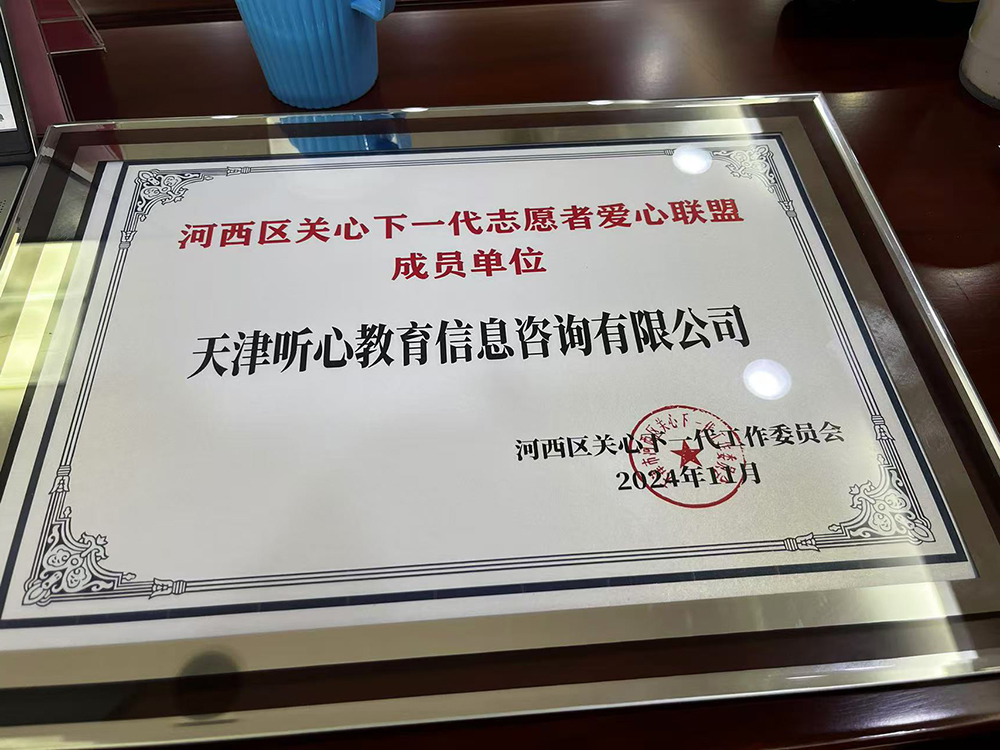 河西区关心下一代志愿者爱心联盟
成员单位
天津听心教育信息咨询有限公司
河西区关心下一代工作委员会
2024年11月